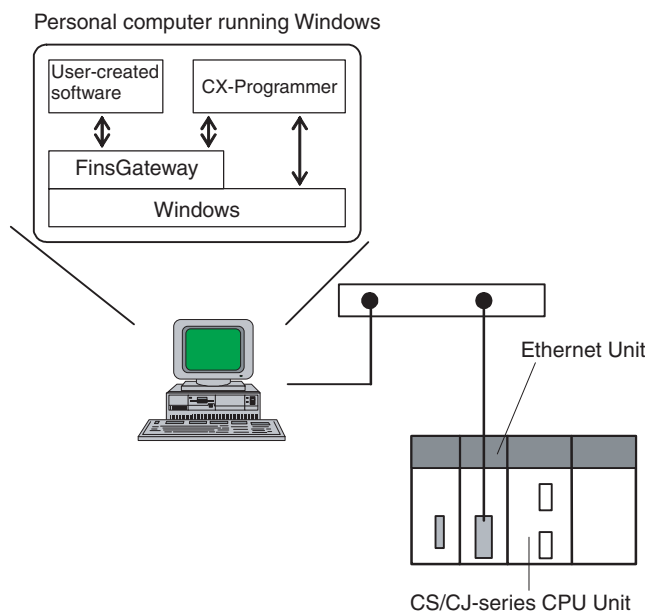 Personal computer running Windows
User-created
software
CX-Programmer
FinsGateway
Windows
Ethernet Unit
CS/CJ-series CPU Unit